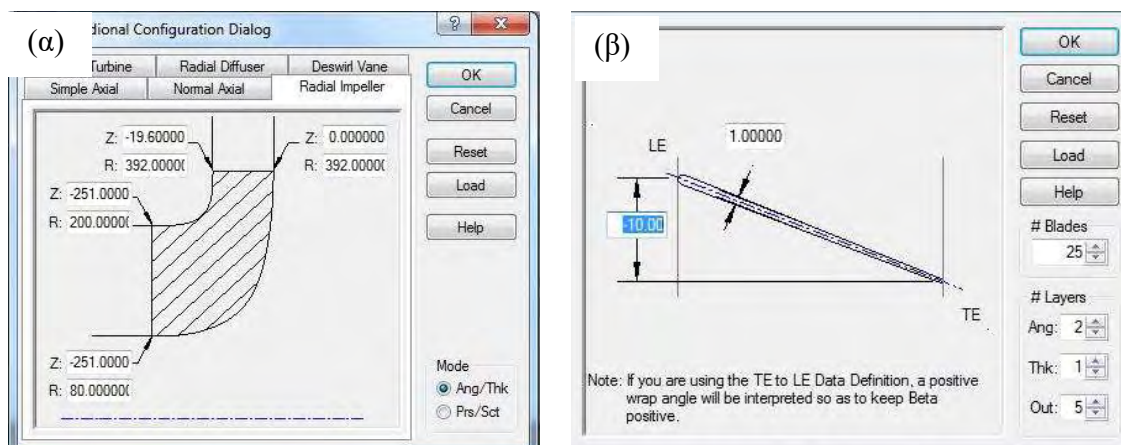 (α)
dional Configuration Dialog
Turbine
Radial Diffuser
Deswirl Vane
Simple Axial
Normal Axial
Radial Impeller
Z: -19.60000
R: 392.0000(
Z: 0.000000
R: 392.0000(
Z: -251.0000
R: 200.0000(
Z: -251.0000
R: 80.00000(
OK
Cancel
Reset
Load
Help
Mode
Ang/Thk
Prs/Sct
(β)
LE
1.00000
-10.00
TE
Note: If you are using the TE to LE Data Definition, a positive
wrap angle will be interpreted so as to keep Beta
positive.
OK
Cancel
Reset
Load
Help
# Blades
25
# Layers
Ang: 2
Thk: 1
Out: 5